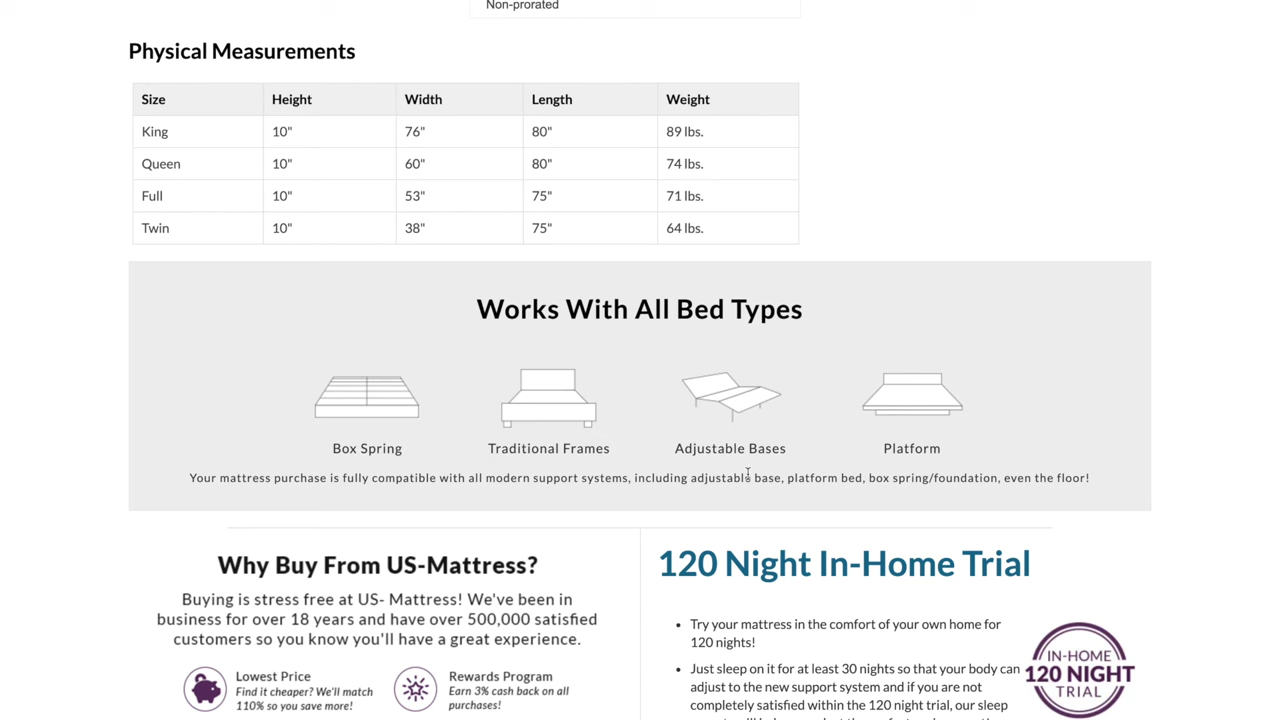 Non-prorated
Physical Measurements
Size Height Width Length Weight
King 10" 76" 80" 89 lbs.
Queen 10" 60" 80" 74 lbs.
Full 10" 53" 75" 71 lbs.
Twin 10" 38" 75" 64 lbs.
Works With All Bed Types
Box Spring Traditional Frames Adjustable Bases Platform
Your mattress purchase is fully compatible with all modern support systems, including adjustable base, platform bed, box spring/foundation, even the floor!
Why Buy From US-Mattress?
Buying is stress free at US- Mattress! We've been in
business for over 18 years and have over 500,000 satisfied
customers so you know you'll have a great experience.
Lowest Price
Find it cheaper? We'll match
110% so you save more!
Rewards Program
Earn 3% cash back on all
purchases!
120 Night In-Home Trial
• Try your mattress in the comfort of your own home for
120 nights!
• Just sleep on it for at least 30 nights so that your body can
adjust to the new support system and if you are not
completely satisfied within the 120 night trial, our sleep
IN-HOME
120 NIGHT
TRIAL